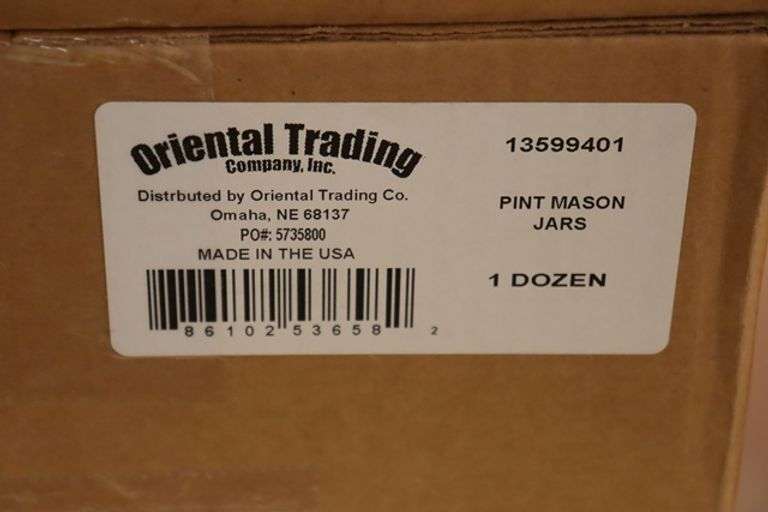 Oriental Trading
Company, Inc.
Distrbuted by Oriental Trading Co.
Omaha, NE 68137
PO#: 5735800
MADE IN THE USA
86102 53658 2
13599401
PINT MASON
JARS
1 DOZEN